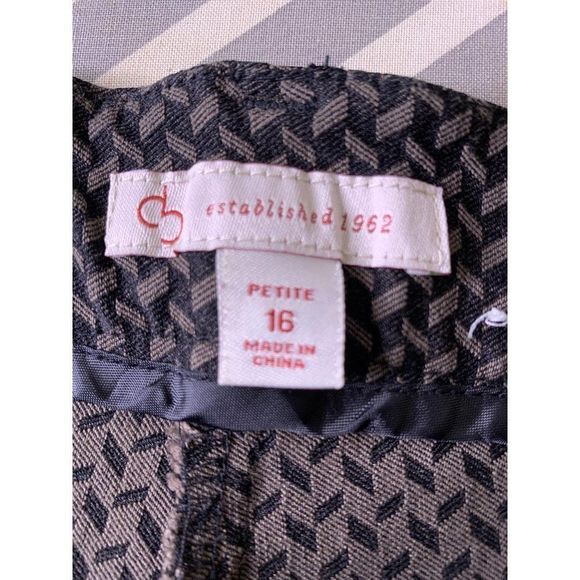 established 1962
PETITE
16
MADE IN
CHINA